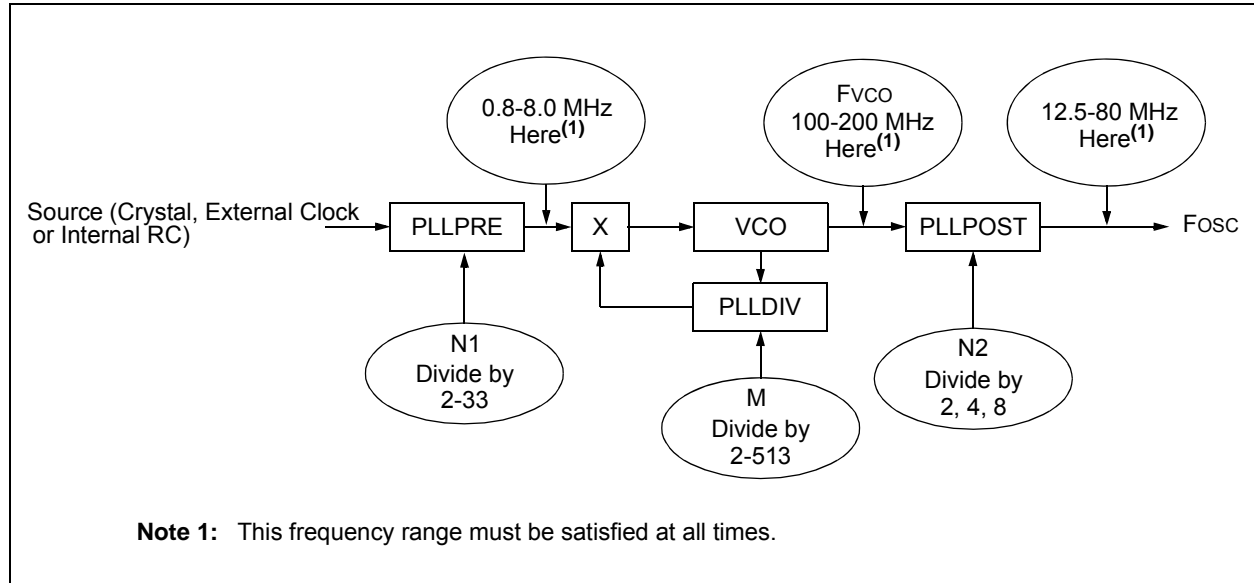 0.8-8.0 MHz
Here(1)
FVCO
100-200 MHz
Here(1)
12.5-80 MHz
Here(1)
Source (Crystal, External Clock
or Internal RC)
PLLPRE
X
VCO
PLLPOST
FOSC
PLLDIV
N1
Divide by
2-33
M
Divide by
2-513
N2
Divide by
2, 4, 8
Note 1: This frequency range must be satisfied at all times.